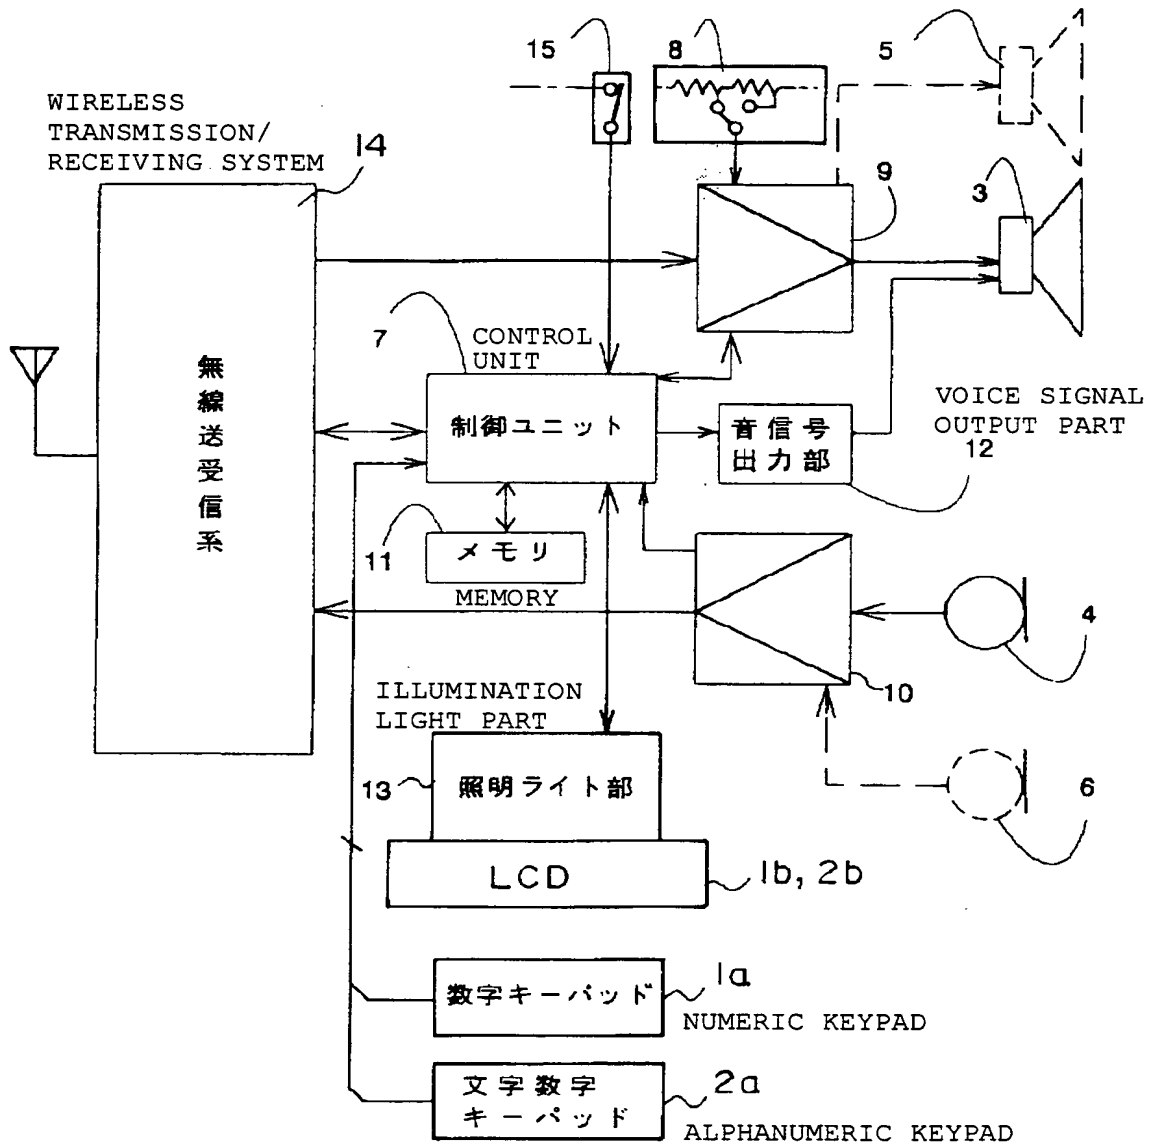 15
8
5
WIRELESS
TRANSMISSION/
RECEIVING SYSTEM
14
9
3
7
CONTROL
UNIT
無線送受信系
制御ユニット
音信号
出力部
VOICE SIGNAL
OUTPUT PART
12
11
メモリ
MEMORY
4
10
ILLUMINATION
LIGHT PART
13
照明ライト部
6
LCD
1b, 2b
数字キーパッド
1a
NUMERIC KEYPAD
文字数字
キーパッド
2a
ALPHANUMERIC KEYPAD